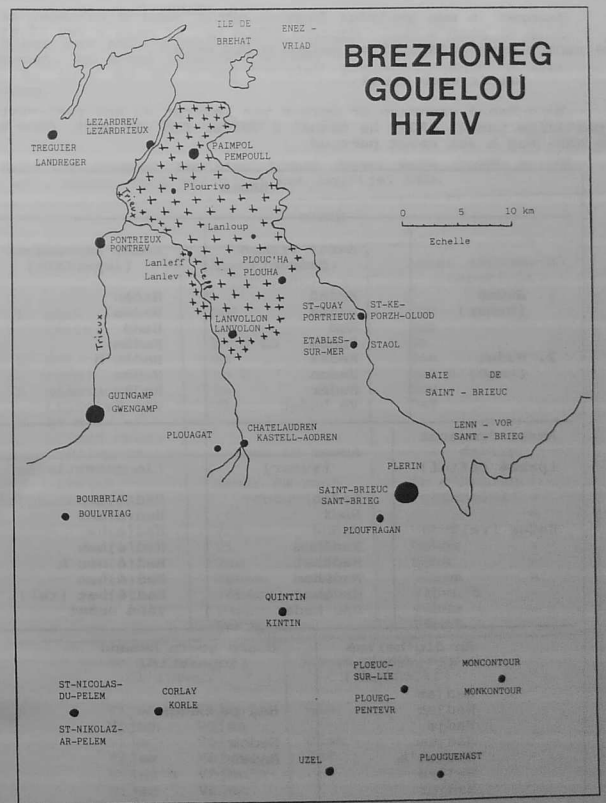 ILE DE
BREHAT
ENEZ -
VRIAD
BREZHONEG
GOUELOU
HIZIV
LEZARDREV
LEZARDRIEUX
TREGUIER
LANDREGER
PAIMPOL
PEMPOULL
Trieux
Plourivo
0 5 10 km
Echelle
Lanloup
PONTRIEUX
PONTREV
Lanleff
Lanlev
Leff
PLOUC'HA
PLOUHA
ST-QUAY
PORTRIEUX
ST-KE-
PORZH-OLUOD
LANVOLLON
LANVOLON
Trieux
ETABLES-
SUR-MER
STAOL
BAIE DE
SAINT - BRIEUC
GUINGAMP
GWENGAMP
LENN - VOR
SANT - BRIEG
CHATELAUDREN
KASTELL-AODREN
PLOUAGAT
PLERIN
SAINT-BRIEUC
SANT-BRIEG
PLOUFRAGAN
BOURBRIAC
BOULVRIAG
QUINTIN
KINTIN
ST-NICOLAS-
DU-PELEM
ST-NIKOLAZ-
AR-PELEM
CORLAY
KORLE
PLOEUC-
SUR-LIE
PLOUEG-
PENTEVR
MONCONTOUR
MONKONTOUR
UZEL
PLOUGUENAST